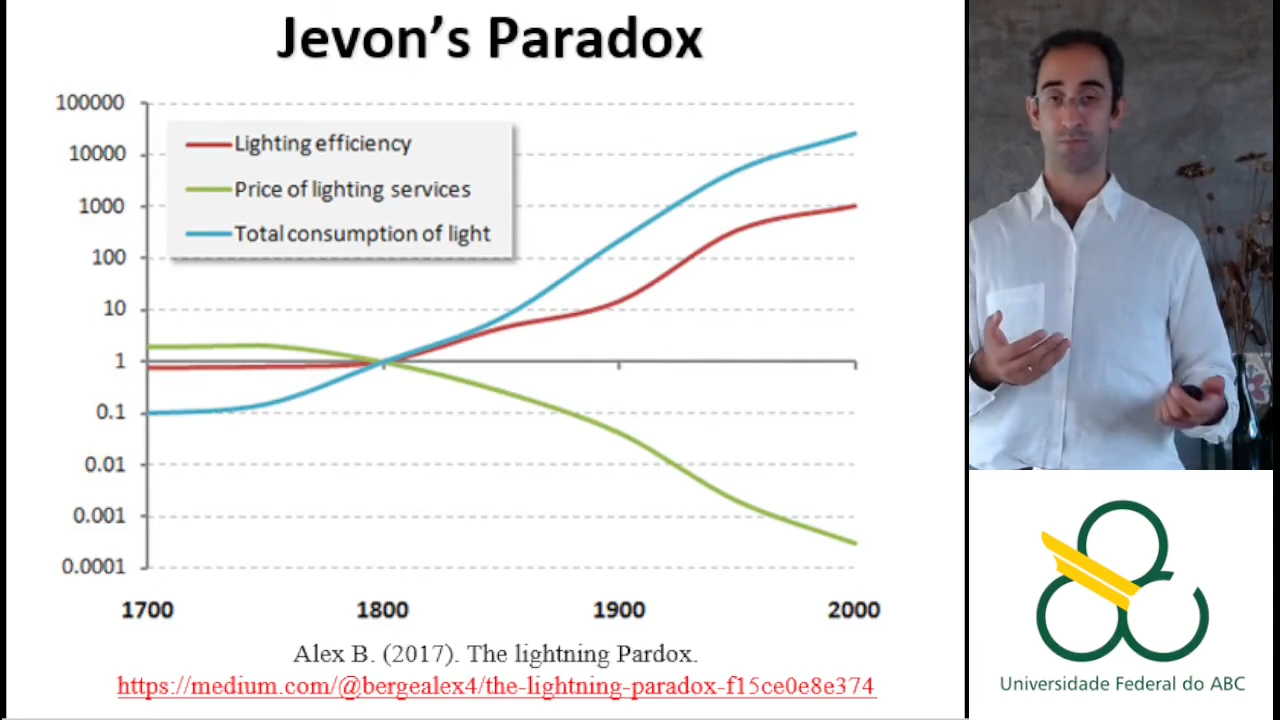 Jevon's Paradox
100000
10000
1000
100
10
1
0.1
0.01
0.001
0.0001
Lighting efficiency
Price of lighting services
Total consumption of light
1700 1800 1900 2000
Alex B. (2017). The lightning Pardox.
https://medium.com/@bergealex4/the-lightning-paradox-f15ce0e8e374
Universidade Federal do ABC